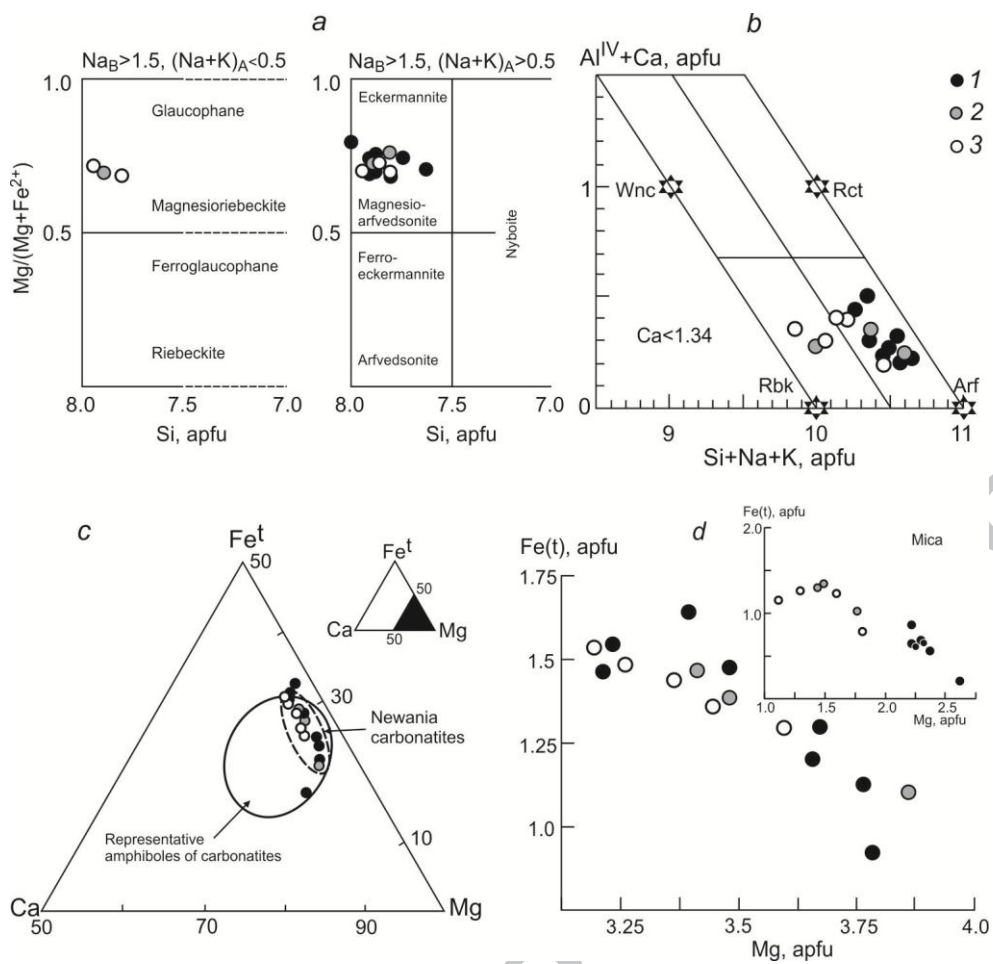 a
Na_B>1.5, (Na+K)_A<0.5
Na_B>1.5, (Na+K)_A>0.5
Mg/(Mg+Fe²⁺)
1.0
0.5
0
Glaucophane
Magnesioriebeckite
Ferroglaucophane
Riebeckite
8.0 7.5 7.0
Si, apfu
1.0
0.5
0
Eckermannite
Magnesio-
arfvedsonite
Ferro-
eckermannite
Arfvedsonite
Nyboite
8.0 7.5 7.0
Si, apfu
b
Al^IV+Ca, apfu
1
2
3
1
0
Wnc
Rct
Ca<1.34
Rbk
Arf
9 10 11
Si+Na+K, apfu
c
Fe^t
50
30
10
Fe^t
50
Ca
50
Mg
Newania
carbonatites
Representative
amphiboles of carbonatites
Ca
Mg
50 70 90
d
Fe(t), apfu
1.75
1.5
1.25
1.0
3.25 3.5 3.75 4.0
Mg, apfu
Fe(t), apfu
2.0
1.0
Mica
1.0 1.5 2.0 2.5
Mg, apfu